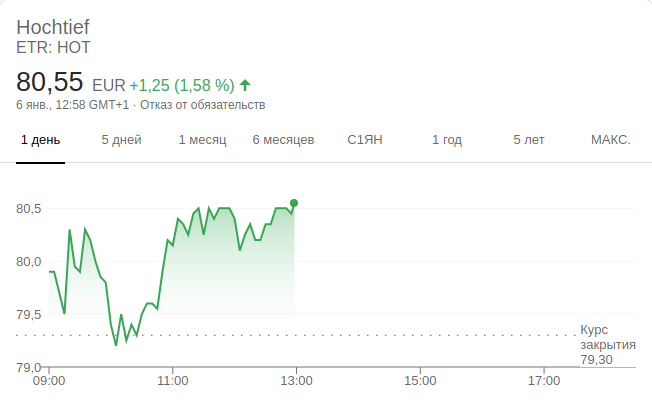 Hochtief
ETR: HOT
80,55 EUR +1,25 (1,58 %)
6 янв., 12:58 GMT+1 · Отказ от обязательств
1 день 5 дней 1 месяц 6 месяцев С1ЯН 1 год 5 лет МАКС.
80,5
80,0
79,5
Курс
закрытия
79,30
79,0
09:00 11:00 13:00 15:00 17:00